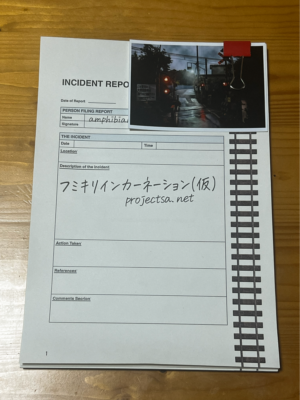 INCIDENT REPO
Date of Report
PERSON FILING REPORT
Name amphibia
Signature
THE INCIDENT
Date Time
Location
Description of the Incident
フミキリインカーネーション(仮)
projectsa.net
Action Taken
References
Comments Section
1